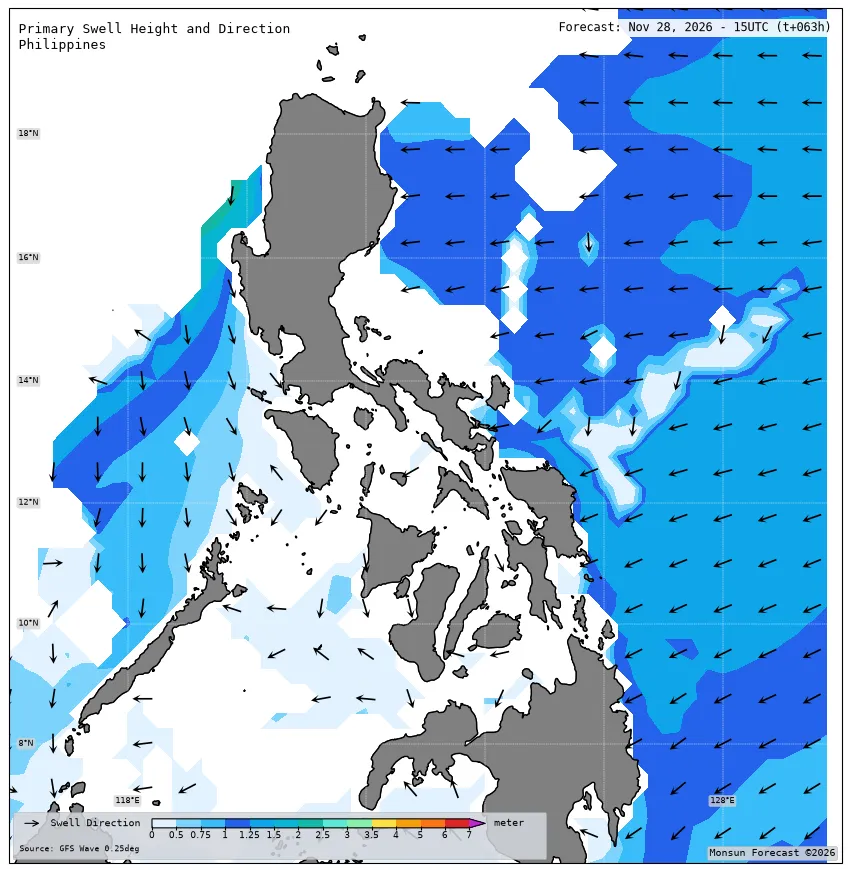 Primary Swell Height and Direction
Philippines
Forecast: Nov 28, 2026 - 15UTC (t+063h)
18°N
16°N
14°N
12°N
10°N
8°N
118°E
128°E
Swell Direction
0 0.5 0.75 1 1.25 1.5 2 2.5 3 3.5 4 5 6 7
meter
Source: GFS Wave 0.25deg
Monsun Forecast ©2026